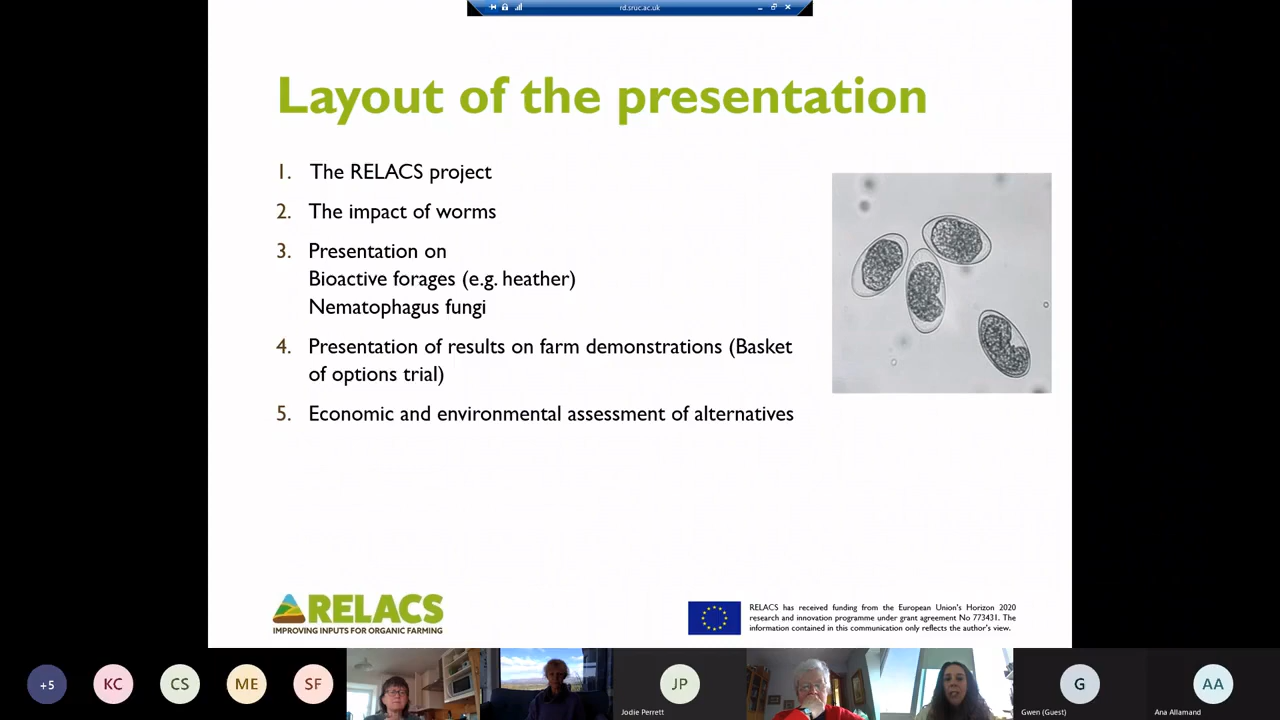 rd.sruc.ac.uk
Layout of the presentation
1. The RELACS project
2. The impact of worms
3. Presentation on
Bioactive forages (e.g. heather)
Nematophagus fungi
4. Presentation of results on farm demonstrations (Basket
of options trial)
5. Economic and environmental assessment of alternatives
RELACS
IMPROVING INPUTS FOR ORGANIC FARMING
RELACS has received funding from the European Union's Horizon 2020
research and innovation programme under grant agreement No 773431. The
information contained in this communication only reflects the author's view.
+5
KC
CS
ME
SF
JP
Jodie Perrett
G
Gwen (Guest)
AA
Ana Allamand